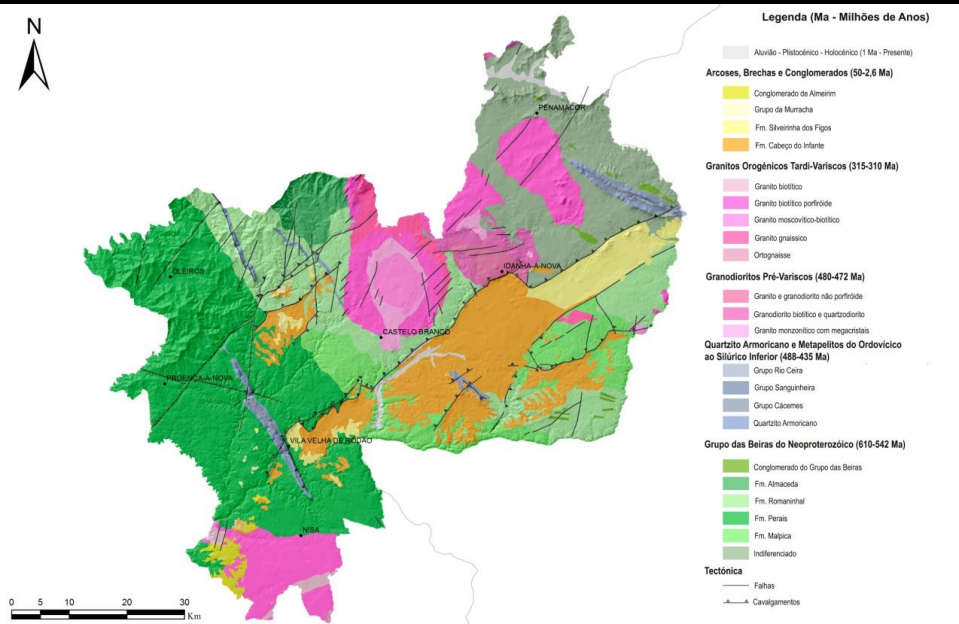 N
PENAMACOR
OLEIROS
IDANHA-A-NOVA
CASTELO BRANCO
PROENÇA-A-NOVA
VILA VELHA DE RODÃO
NISA
0 5 10 20 30
Km
Legenda (Ma - Milhões de Anos)
Aluvião - Plistocénico - Holocénico (1 Ma - Presente)
Arcoses, Brechas e Conglomerados (50-2,6 Ma)
Conglomerado de Almeirim
Grupo da Murracha
Fm. Silveirinha dos Figos
Fm. Cabeço do Infante
Granitos Orogénicos Tardi-Variscos (315-310 Ma)
Granito biotítico
Granito biotítico porfiróide
Granito moscovítico-biotítico
Granito gnaissico
Ortognaisse
Granodioritos Pré-Variscos (480-472 Ma)
Granito e granodiorito não porfiróide
Granodiorito biotítico e quartzodiorito
Granito monzonítico com megacristais
Quartzito Armoricano e Metapelitos do Ordovícico
ao Silúrico Inferior (488-435 Ma)
Grupo Rio Ceira
Grupo Sanguinheira
Grupo Cácemes
Quartzito Armoricano
Grupo das Beiras do Neoproterozóico (610-542 Ma)
Conglomerado do Grupo das Beiras
Fm. Almaceda
Fm. Romaninhal
Fm. Perais
Fm. Malpica
Indiferenciado
Tectónica
Falhas
Cavalgamentos